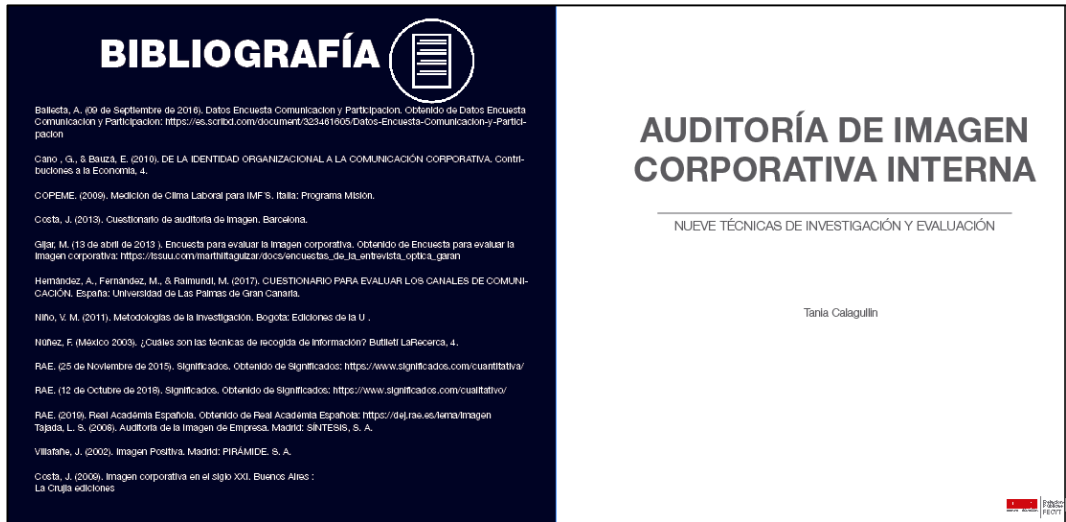 BIBLIOGRAFÍA
Ballesta, A. (09 de Septiembre de 2016). Datos Encuesta Comunicacion y Participacion. Obtenido de Datos Encuesta
Comunicacion y Participacion: https://es.scribd.com/document/323461605/Datos-Encuesta-Comunicacion-y-Partici-
pacion
Cano , G., & Bauzá, E. (2010). DE LA IDENTIDAD ORGANIZACIONAL A LA COMUNICACIÓN CORPORATIVA. Contri-
buciones a la Economía, 4.
COPEME. (2009). Medición de Clima Laboral para IMF'S. Italia: Programa Misión.
Costa, J. (2013). Cuestionario de auditoria de Imagen. Barcelona.
Gijar, M. (13 de abril de 2013 ). Encuesta para evaluar la imagen corporativa. Obtenido de Encuesta para evaluar la
imagen corporativa: https://issuu.com/marthiftaguizar/docs/encuestas_de_la_entrevista_optica_garan
Hernández, A., Fernández, M., & Raimundi, M. (2017). CUESTIONARIO PARA EVALUAR LOS CANALES DE COMUNI-
CACIÓN. España: Universidad de Las Palmas de Gran Canaria.
Niño, V. M. (2011). Metodologías de la Investigación. Bogota: Ediciones de la U .
Núñez, F. (México 2003). ¿Cuáles son las técnicas de recogida de información? Butlletí LaRecerca, 4.
RAE. (25 de Noviembre de 2015). Significados. Obtenido de Significados: https://www.significados.com/cuantitativa/
RAE. (12 de Octubre de 2016). Significados. Obtenido de Significados: https://www.significados.com/cualitativo/
RAE. (2019). Real Académia Española. Obtenido de Real Académia Española: https://dej.rae.es/lema/imagen
Tajada, L. S. (2008). Auditoría de la Imagen de Empresa. Madrid: SÍNTESIS, S. A.
Villafañe, J. (2002). Imagen Positiva. Madrid: PIRÁMIDE. S. A.
Costa, J. (2009). Imagen corporativa en el siglo XXI. Buenos Aires :
La Crujía ediciones
AUDITORÍA DE IMAGEN
CORPORATIVA INTERNA
NUEVE TÉCNICAS DE INVESTIGACIÓN Y EVALUACIÓN
Tania Calagullin
FECYT